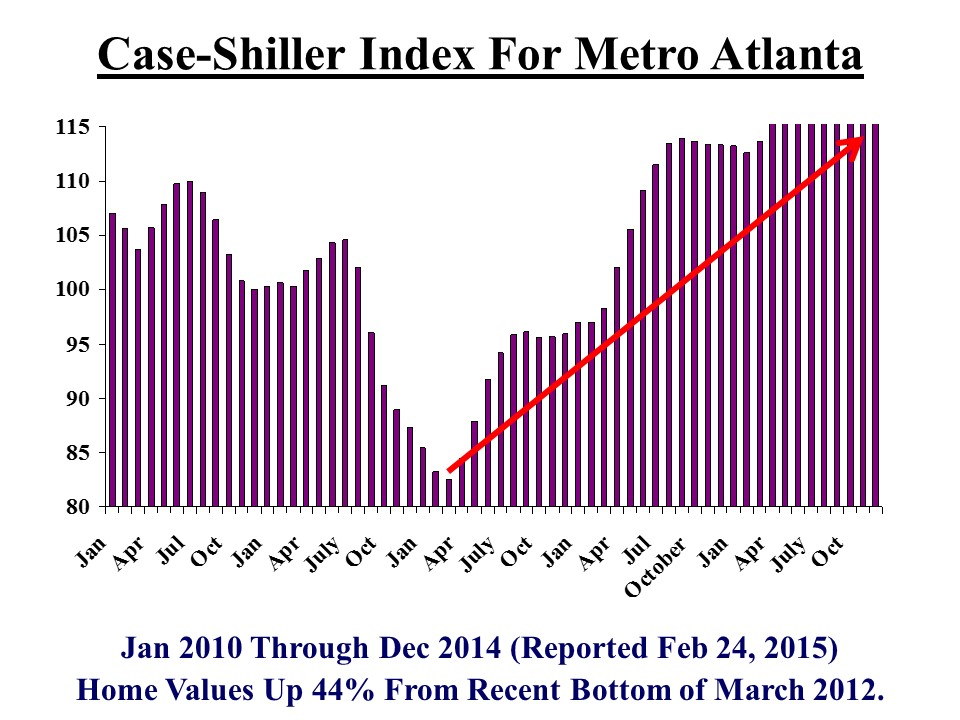 Case-Shiller Index For Metro Atlanta
115
110
105
100
95
90
85
80
Jan Apr Jul Oct Jan Apr July Oct Jan Apr July Oct Jan Apr Jul October Jan Apr July Oct
Jan 2010 Through Dec 2014 (Reported Feb 24, 2015)
Home Values Up 44% From Recent Bottom of March 2012.